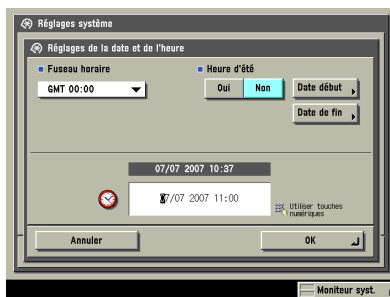 Réglages système
Réglages de la date et de l'heure
Fuseau horaire
Heure d'été
GMT 00:00
Oui
Non
Date début
Date de fin
07/07 2007 10:37
07/07 2007 11:00
Utiliser touches
numériques
Annuler
OK
Moniteur syst.